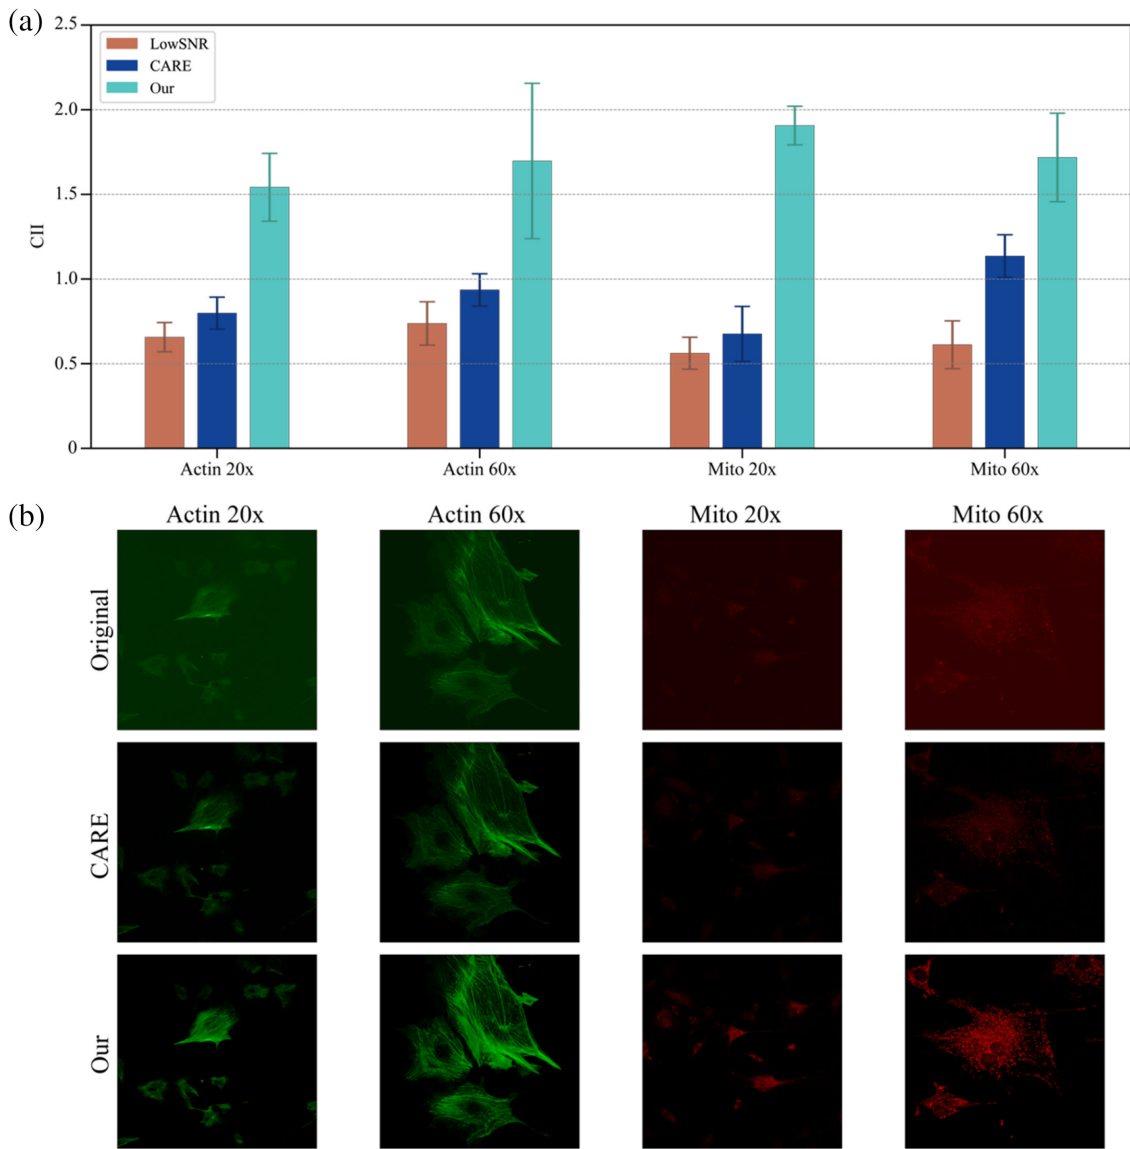 (a)
2.5
2.0
1.5
1.0
0.5
0
CII
LowSNR
CARE
Our
Actin 20x
Actin 60x
Mito 20x
Mito 60x
(b)
Actin 20x
Actin 60x
Mito 20x
Mito 60x
Original
CARE
Our